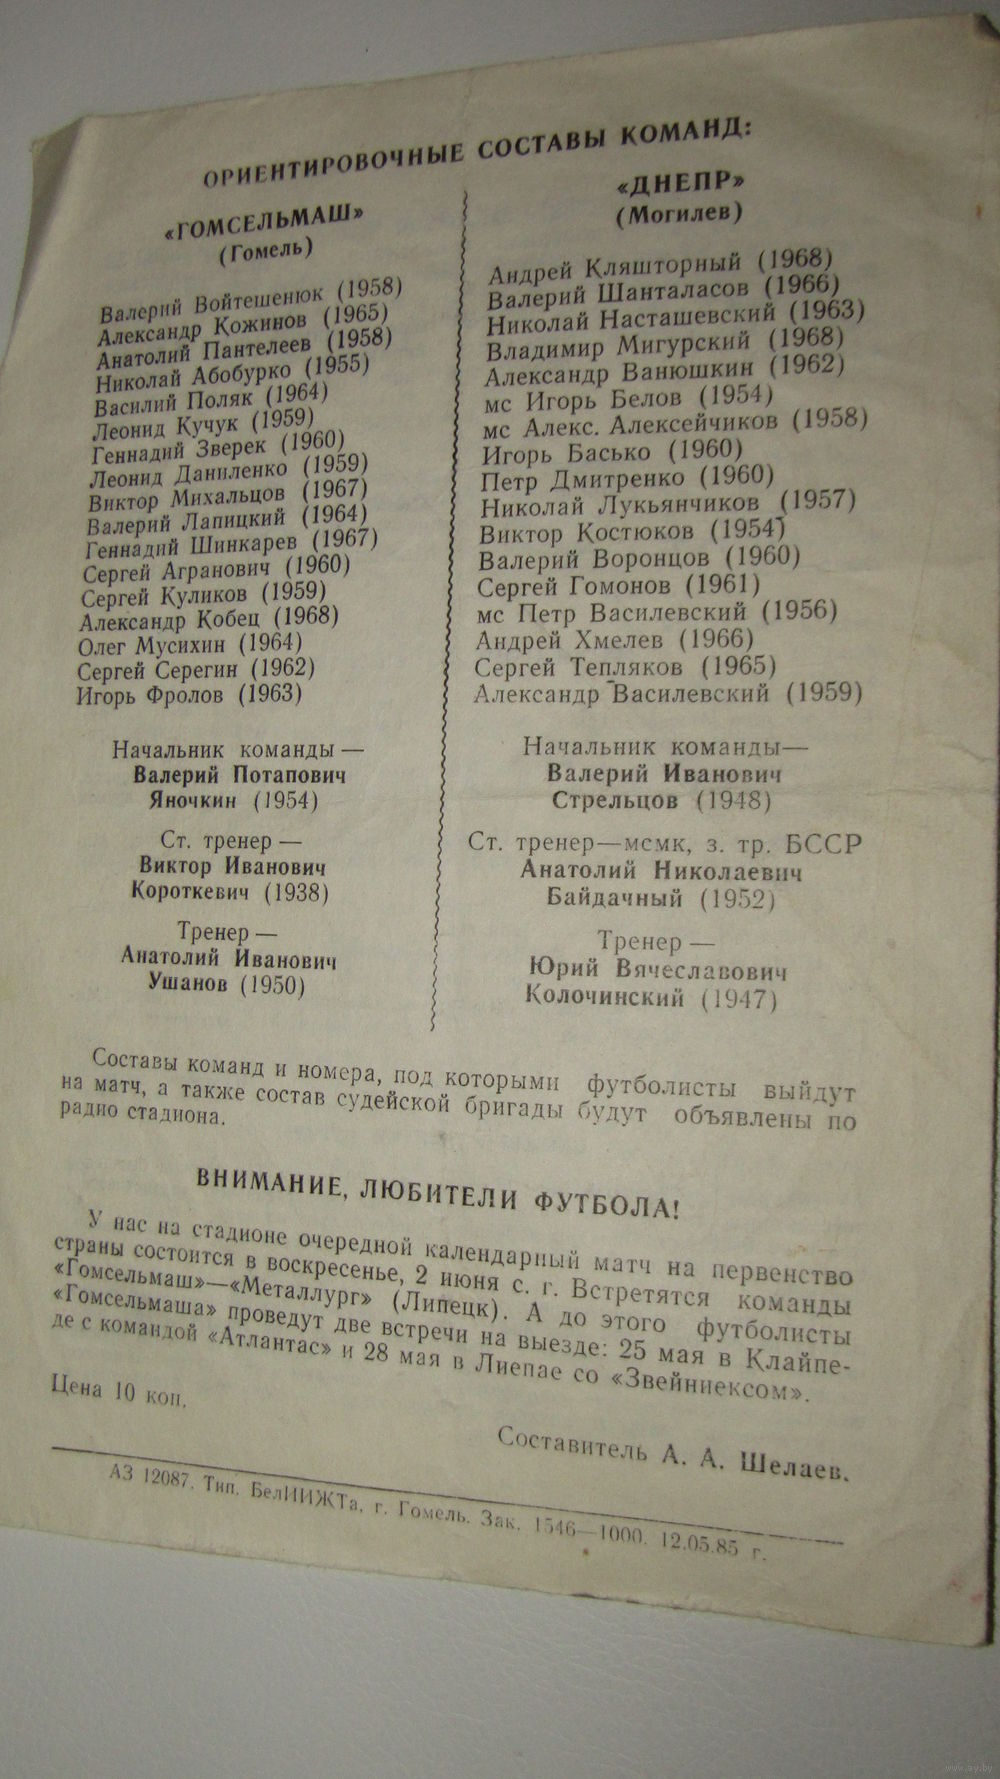 ОРИЕНТИРОВОЧНЫЕ СОСТАВЫ КОМАНД:
«ГОМСЕЛЬМАШ»
(Гомель)
Валерий Войтешенюк (1958)
Александр Кожинов (1965)
Анатолий Пантелеев (1958)
Николай Абобурко (1955)
Василий Поляк (1964)
Леонид Кучук (1959)
Геннадий Зверек (1960)
Леонид Даниленко (1959)
Виктор Михальцов (1967)
Валерий Лапицкий (1964)
Геннадий Шинкарев (1967)
Сергей Агранович (1960)
Сергей Куликов (1959)
Александр Кобец (1968)
Олег Мусихин (1964)
Сергей Серегин (1962)
Игорь Фролов (1963)
Начальник команды —
Валерий Потапович
Яночкин (1954)
Ст. тренер —
Виктор Иванович
Короткевич (1938)
Тренер —
Анатолий Иванович
Ушанов (1950)
«ДНЕПР»
(Могилев)
Андрей Кляшторный (1968)
Валерий Шанталасов (1966)
Николай Насташевский (1963)
Владимир Мигурский (1968)
Александр Ванюшкин (1962)
мс Игорь Белов (1954)
мс Алекс. Алексейчиков (1958)
Игорь Басько (1960)
Петр Дмитренко (1960)
Николай Лукьянчиков (1957)
Виктор Костюков (1954)
Валерий Воронцов (1960)
Сергей Гомонов (1961)
мс Петр Василевский (1956)
Андрей Хмелев (1966)
Сергей Тепляков (1965)
Александр Василевский (1959)
Начальник команды—
Валерий Иванович
Стрельцов (1948)
Ст. тренер—мсмк, з. тр. БССР
Анатолий Николаевич
Байдачный (1952)
Тренер —
Юрий Вячеславович
Колочинский (1947)
Составы команд и номера, под которыми футболисты выйдут
на матч, а также состав судейской бригады будут объявлены по
радио стадиона.
ВНИМАНИЕ, ЛЮБИТЕЛИ ФУТБОЛА!
У нас на стадионе очередной календарный матч на первенство
страны состоится в воскресенье, 2 июня с. г. Встретятся команды
«Гомсельмаш»—«Металлург» (Липецк). А до этого футболисты
«Гомсельмаша» проведут две встречи на выезде: 25 мая в Клайпе-
де с командой «Атлантас» и 28 мая в Лиепае со «Звейниексом».
Цена 10 коп.
Составитель А. А. Шелаев.
АЗ 12087. Тип. БелИИЖТа, г. Гомель. Зак. 1546—1000. 12.05.85 г.
www.ay.by